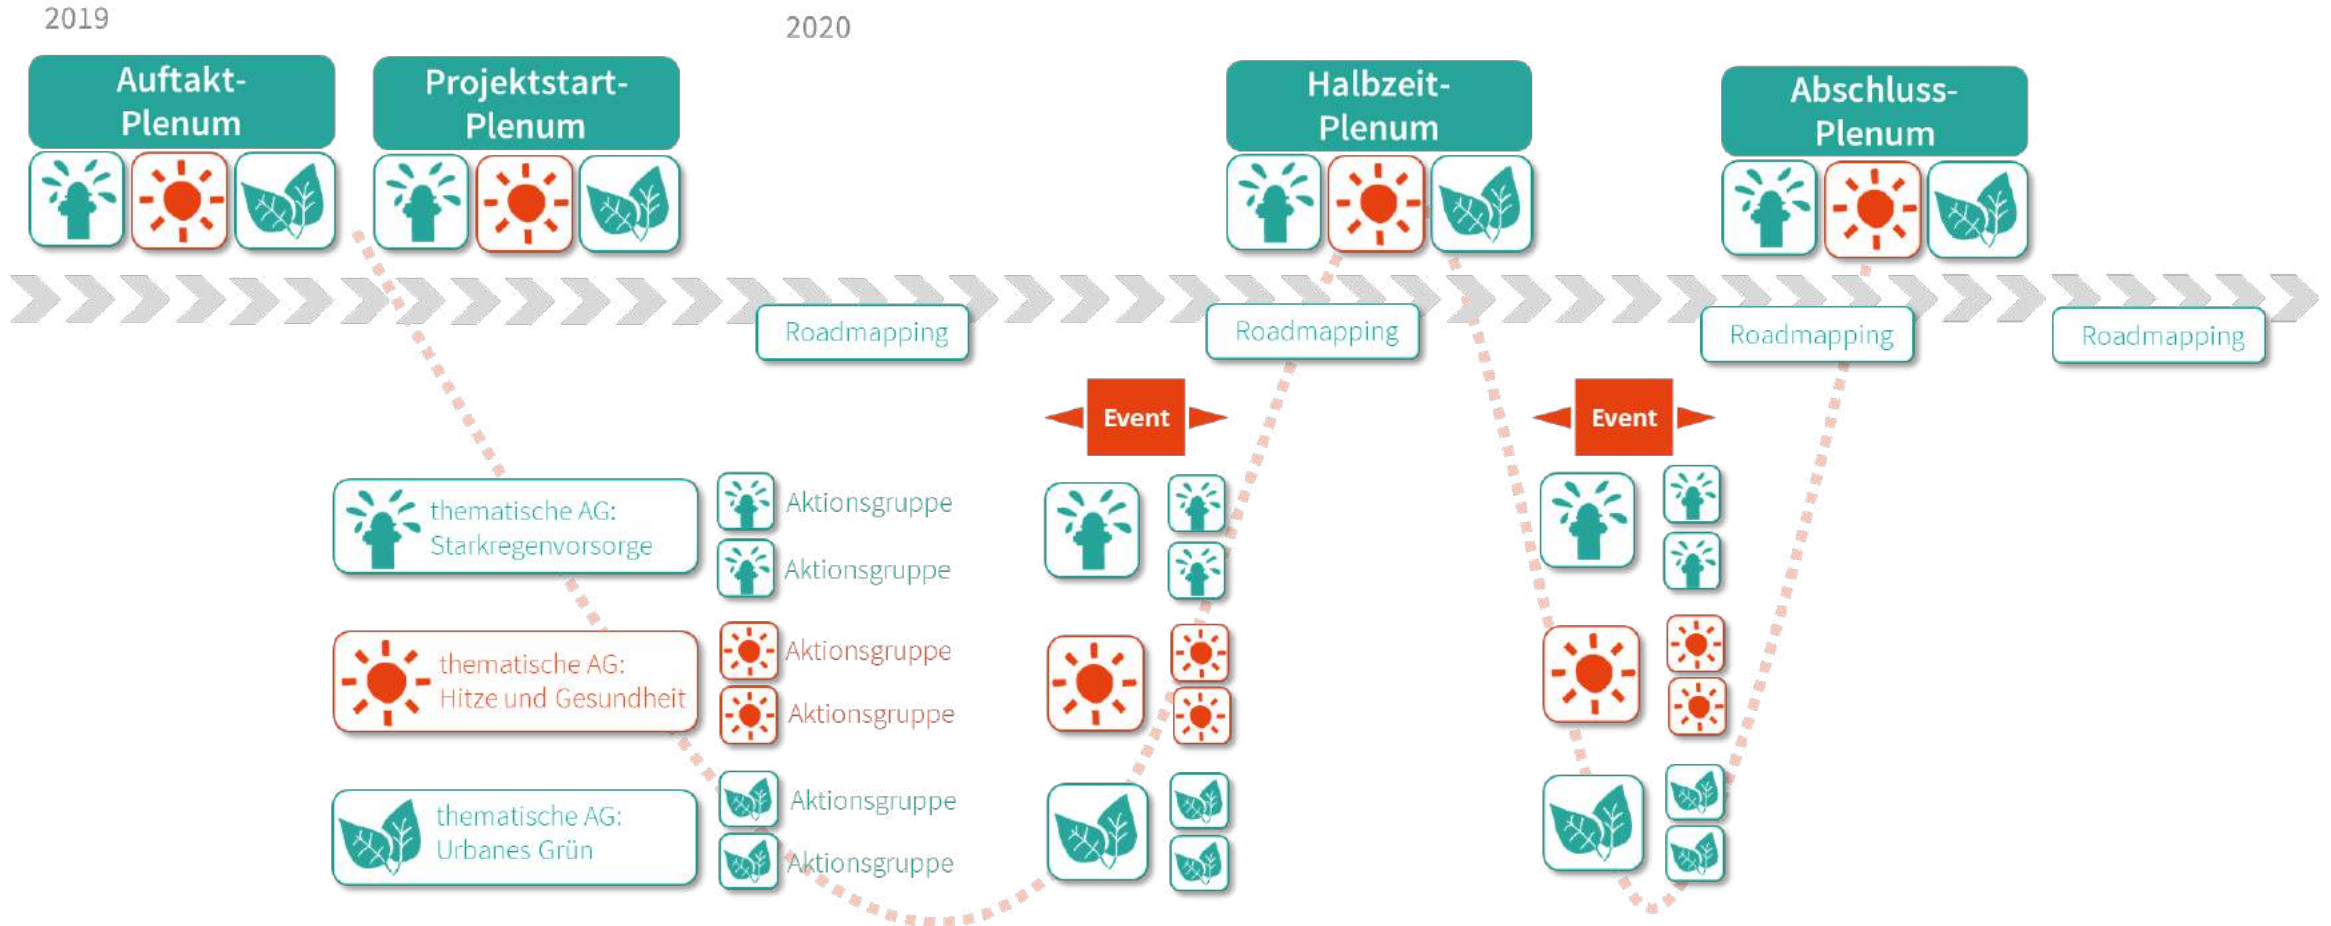 2019
2020
Auftakt-
Plenum
Projektstart-
Plenum
Halbzeit-
Plenum
Abschluss-
Plenum
Roadmapping
Roadmapping
Roadmapping
Roadmapping
Event
Event
thematische AG:
Starkregenvorsorge
Aktionsgruppe
Aktionsgruppe
thematische AG:
Hitze und Gesundheit
Aktionsgruppe
Aktionsgruppe
thematische AG:
Urbanes Grün
Aktionsgruppe
Aktionsgruppe